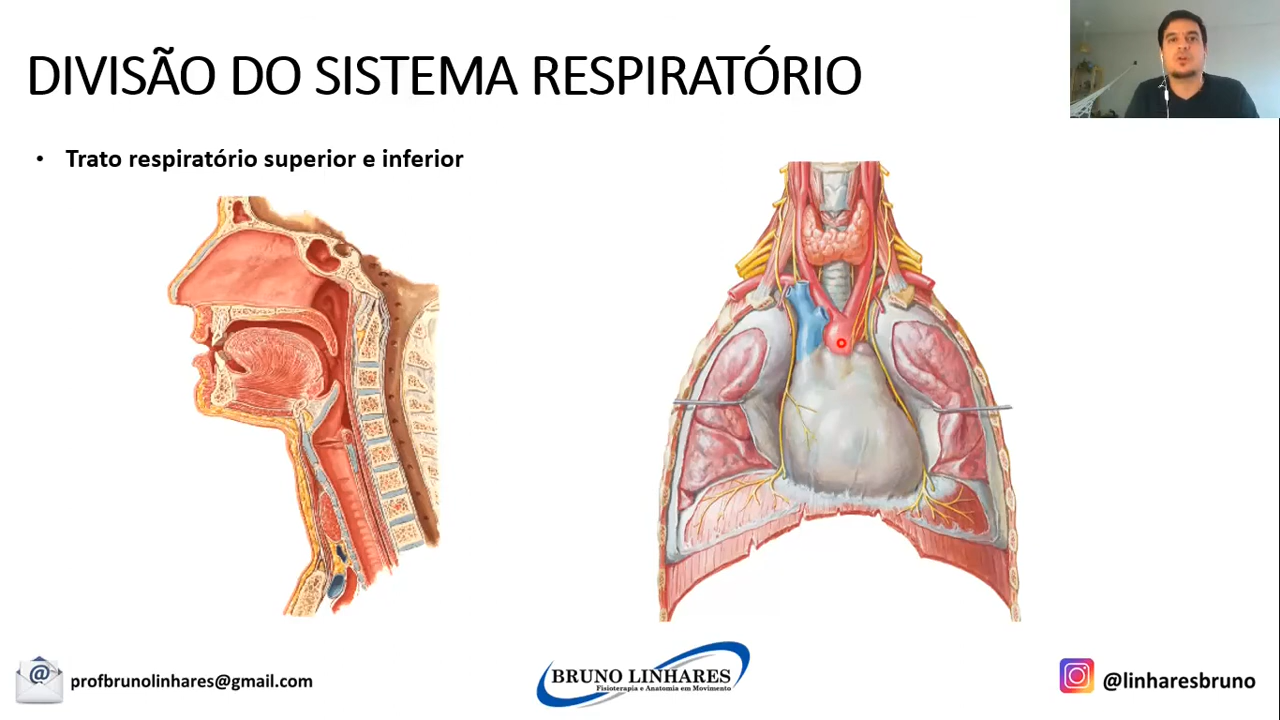 DIVISÃO DO SISTEMA RESPIRATÓRIO
• Trato respiratório superior e inferior
@
profbrunolinhares@gmail.com
BRUNO LINHARES
Fisioterapia e Anatomia em Movimento
@linharesbruno